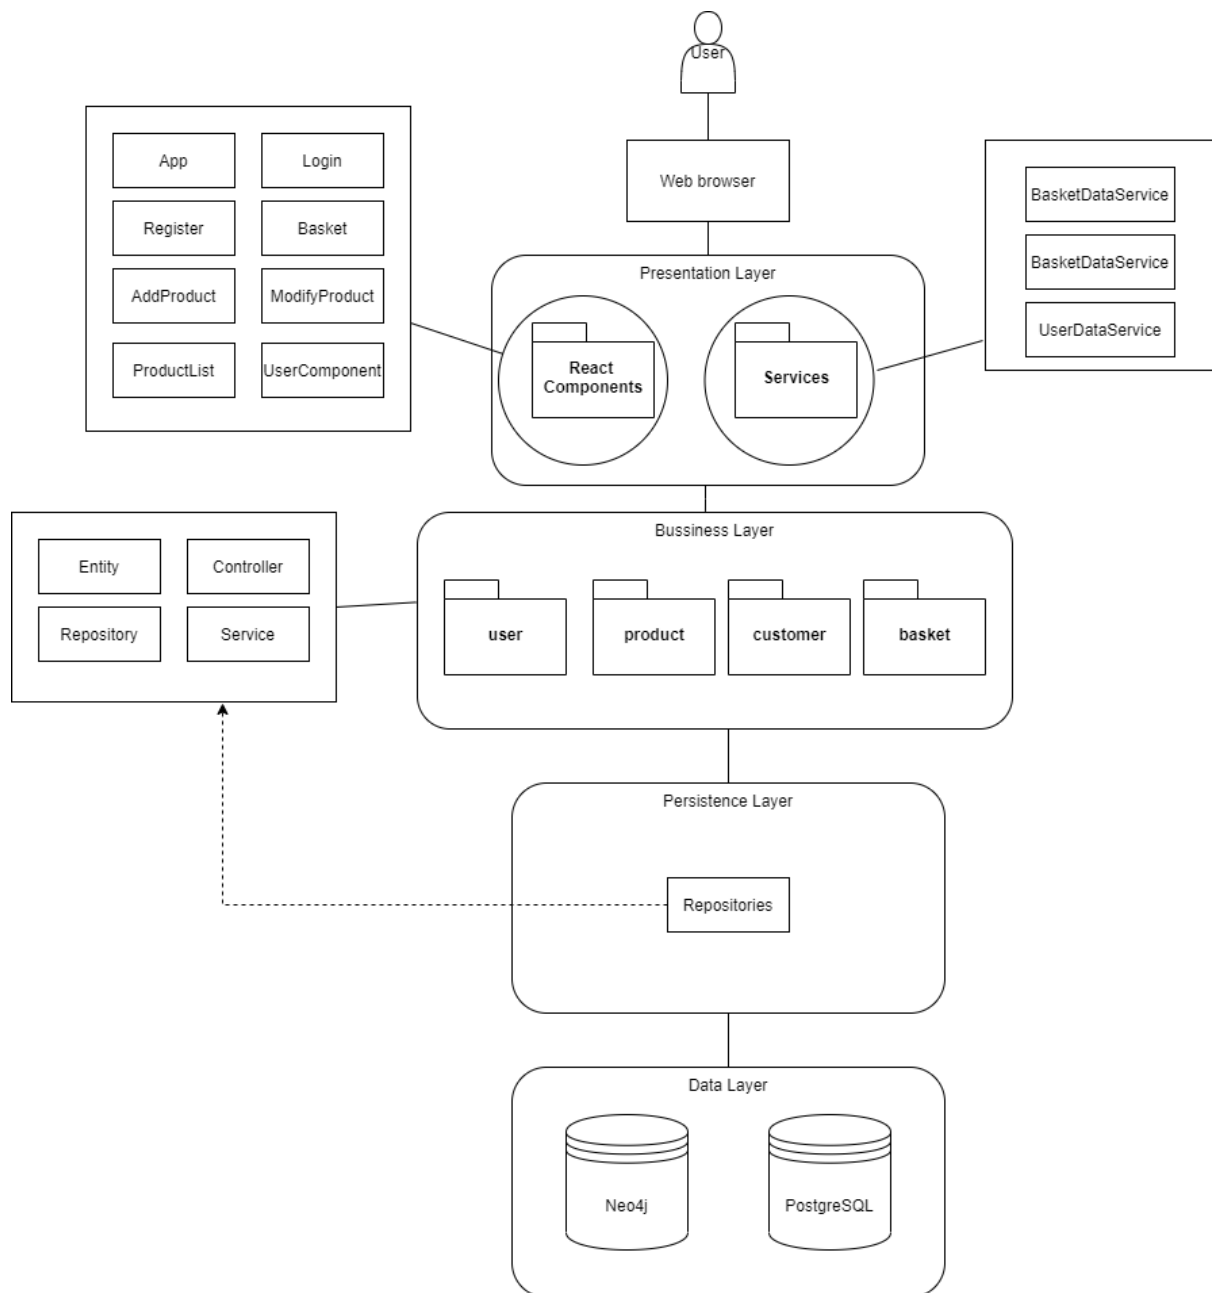 User
Web browser
App
Login
Register
Basket
AddProduct
ModifyProduct
ProductList
UserComponent
BasketDataService
BasketDataService
UserDataService
Presentation Layer
React
Components
Services
Bussiness Layer
Entity
Controller
Repository
Service
user
product
customer
basket
Persistence Layer
Repositories
Data Layer
Neo4j
PostgreSQL